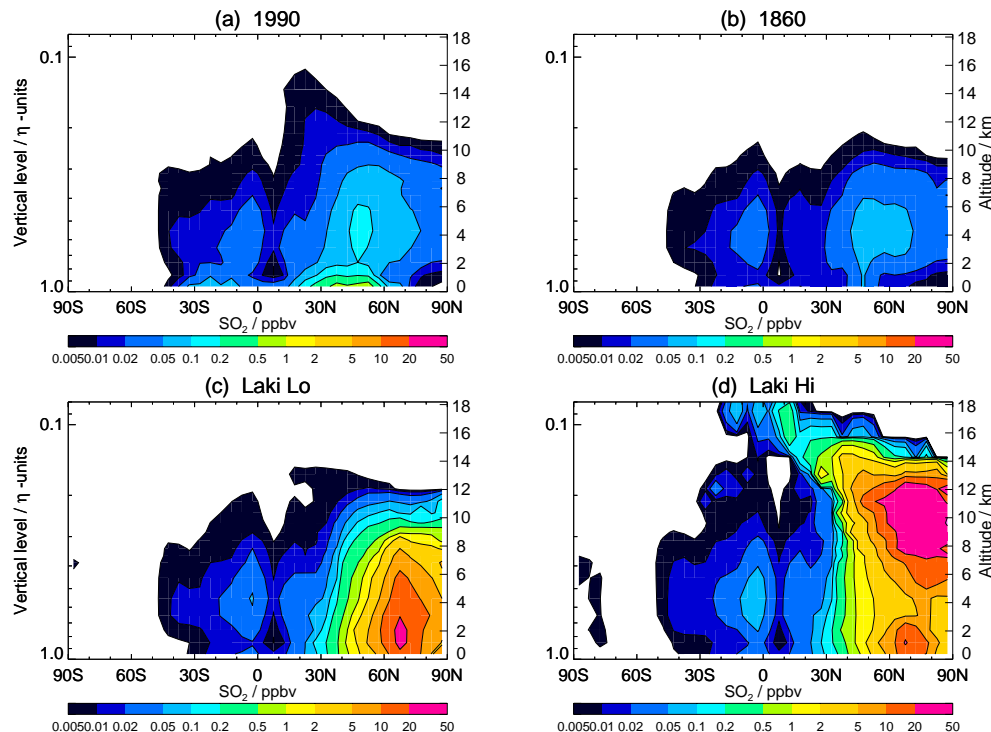 (a) 1990
(b) 1860
0.1
1.0
Vertical level / η -units
18
16
14
12
10
8
6
4
2
0
90S 60S 30S 0 30N 60N 90N
SO2 / ppbv
0.0050.01 0.02 0.05 0.1 0.2 0.5 1 2 5 10 20 50
0.1
1.0
18
16
14
12
10
8
6
4
2
0
Altitude / km
90S 60S 30S 0 30N 60N 90N
SO2 / ppbv
0.0050.01 0.02 0.05 0.1 0.2 0.5 1 2 5 10 20 50
(c) Laki Lo
(d) Laki Hi
0.1
1.0
Vertical level / η -units
18
16
14
12
10
8
6
4
2
0
90S 60S 30S 0 30N 60N 90N
SO2 / ppbv
0.0050.01 0.02 0.05 0.1 0.2 0.5 1 2 5 10 20 50
0.1
1.0
18
16
14
12
10
8
6
4
2
0
Altitude / km
90S 60S 30S 0 30N 60N 90N
SO2 / ppbv
0.0050.01 0.02 0.05 0.1 0.2 0.5 1 2 5 10 20 50